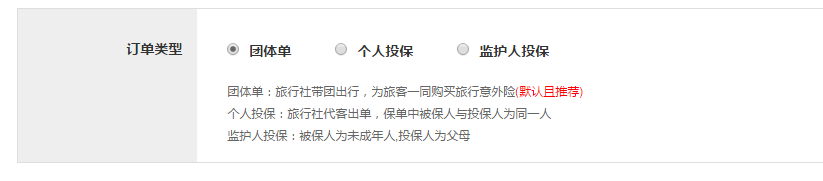 订单类型 团体单 个人投保 监护人投保
团体单：旅行社带团出行，为旅客一同购买旅行意外险(默认且推荐)
个人投保：旅行社代客出单，保单中被保人与投保人为同一人
监护人投保：被保人为未成年人,投保人为父母